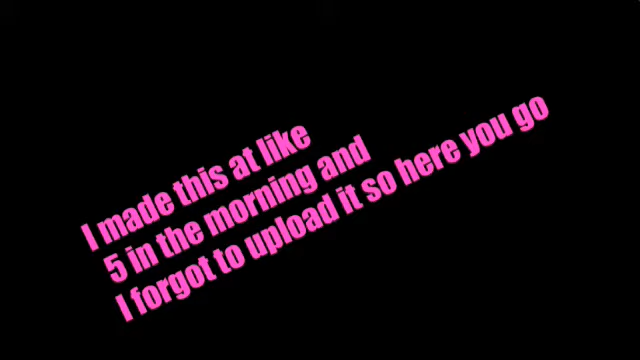 I made this at like
5 in the morning and
I forgot to upload it so here you go